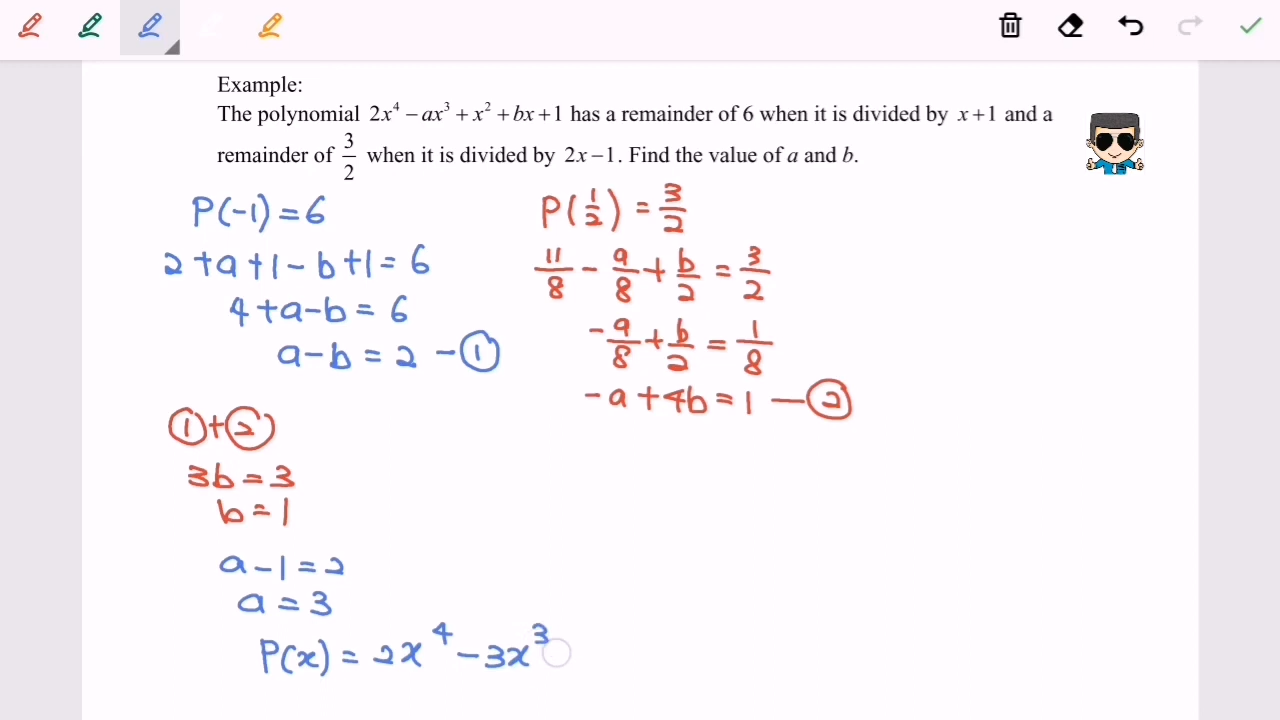 Example:
The polynomial 2x⁴ − ax³ + x² + bx + 1 has a remainder of 6 when it is divided by x + 1 and a
remainder of 3/2 when it is divided by 2x − 1. Find the value of a and b.
P(-1) = 6
2 + a + 1 - b + 1 = 6
4 + a - b = 6
a - b = 2 - ①
P(1/2) = 3/2
11/8 - a/8 + b/2 = 3/2
-a/8 + b/2 = 1/8
-a + 4b = 1 — ②
① + ②
3b = 3
b = 1
a - 1 = 2
a = 3
P(x) = 2x⁴ - 3x³